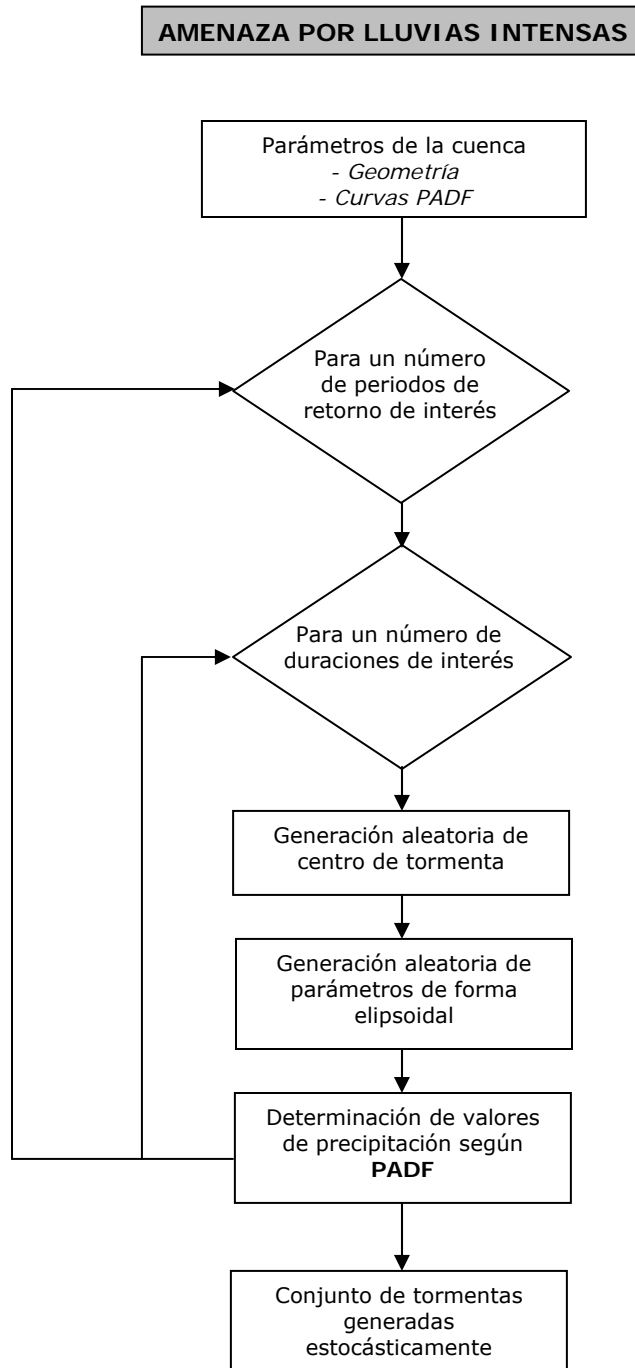 AMENAZA POR LLUVIAS INTENSAS
Parámetros de la cuenca
- Geometría
- Curvas PADF
Para un número
de periodos de
retorno de interés
Para un número de
duraciones de interés
Generación aleatoria de
centro de tormenta
Generación aleatoria de
parámetros de forma
elipsoidal
Determinación de valores
de precipitación según
PADF
Conjunto de tormentas
generadas
estocásticamente